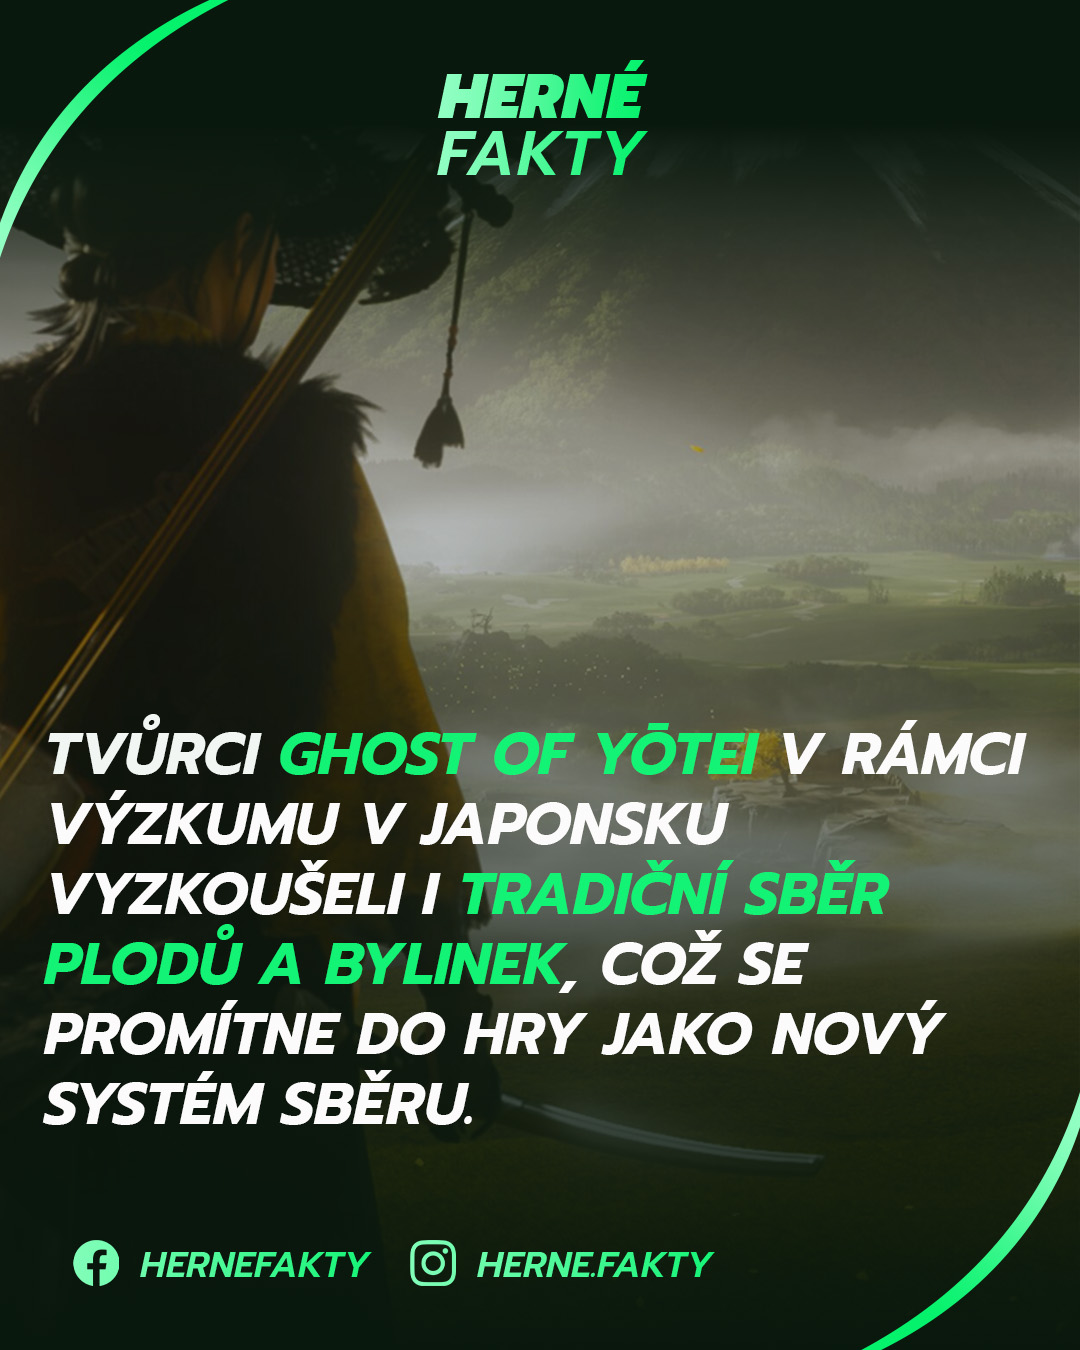 HERNÉ
FAKTY
TVŮRCI GHOST OF YŌTEI V RÁMCI
VÝZKUMU V JAPONSKU
VYZKOUŠELI I TRADIČNÍ SBĚR
PLODŮ A BYLINEK, COŽ SE
PROMÍTNE DO HRY JAKO NOVÝ
SYSTÉM SBĚRU.
HERNEFAKTY HERNE.FAKTY